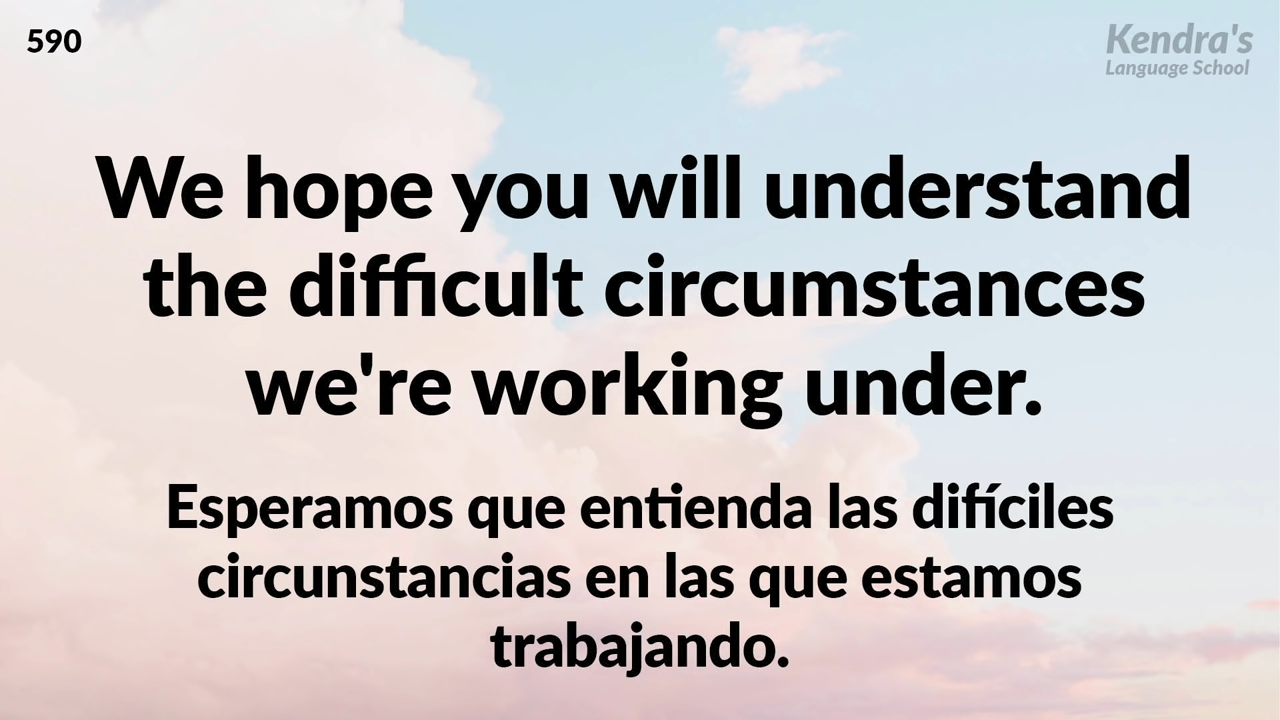 590
Kendra's
Language School
We hope you will understand
the difficult circumstances
we're working under.
Esperamos que entienda las difíciles
circunstancias en las que estamos
trabajando.